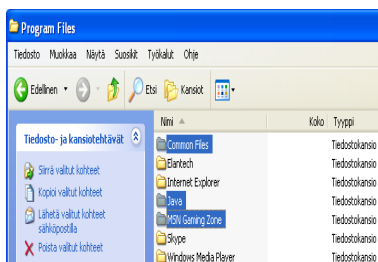 Program Files
Tiedosto Muokkaa Näytä Suosikit Työkalut Ohje
Edellinen Etsi Kansiot
Tiedosto- ja kansiotehtävät
Siirrä valitut kohteet
Kopioi valitut kohteet
Lähetä valitut kohteet
sähköpostilla
Poista valitut kohteet
Nimi Koko Tyyppi
Common Files Tiedostokansio
Elantech Tiedostokansio
Internet Explorer Tiedostokansio
Java Tiedostokansio
MSN Gaming Zone Tiedostokansio
Skype Tiedostokansio
Windows Media Player Tiedostokansio